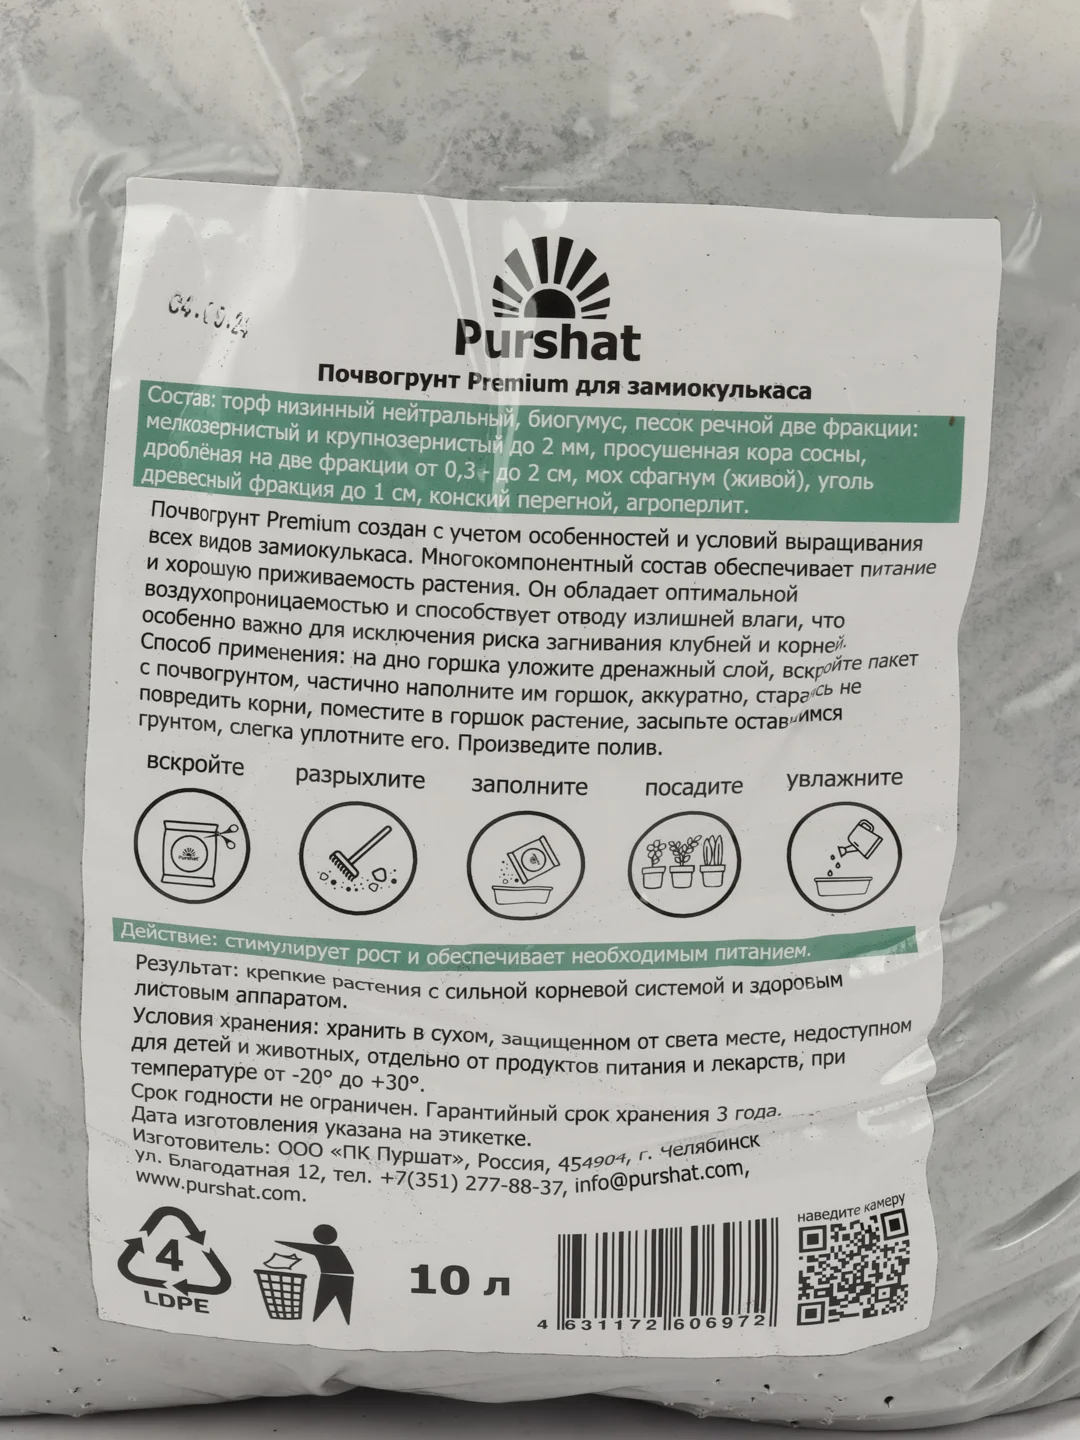 Purshat
Почвогрунт Premium для замиокулькаса
Состав: торф низинный нейтральный, биогумус, песок речной две фракции:
мелкозернистый и крупнозернистый до 2 мм, просушенная кора сосны,
дроблёная на две фракции от 0,3 - до 2 см, мох сфагнум (живой), уголь
древесный фракция до 1 см, конский перегной, агроперлит.
Почвогрунт Premium создан с учетом особенностей и условий выращивания
всех видов замиокулькаса. Многокомпонентный состав обеспечивает питание
и хорошую приживаемость растения. Он обладает оптимальной
воздухопроницаемостью и способствует отводу излишней влаги, что
особенно важно для исключения риска загнивания клубней и корней.
Способ применения: на дно горшка уложите дренажный слой, вскройте пакет
с почвогрунтом, частично наполните им горшок, аккуратно, стараясь не
повредить корни, поместите в горшок растение, засыпьте оставшимся
грунтом, слегка уплотните его. Произведите полив.
вскройте разрыхлите заполните посадите увлажните
Purshat
Действие: стимулирует рост и обеспечивает необходимым питанием.
Результат: крепкие растения с сильной корневой системой и здоровым
листовым аппаратом.
Условия хранения: хранить в сухом, защищенном от света месте, недоступном
для детей и животных, отдельно от продуктов питания и лекарств, при
температуре от -20° до +30°.
Срок годности не ограничен. Гарантийный срок хранения 3 года.
Дата изготовления указана на этикетке.
Изготовитель: ООО «ПК Пуршат», Россия, 454904, г. Челябинск
ул. Благодатная 12, тел. +7(351) 277-88-37, info@purshat.com,
www.purshat.com.
наведите камеру
4
LDPE
10 л
4 631172 606972